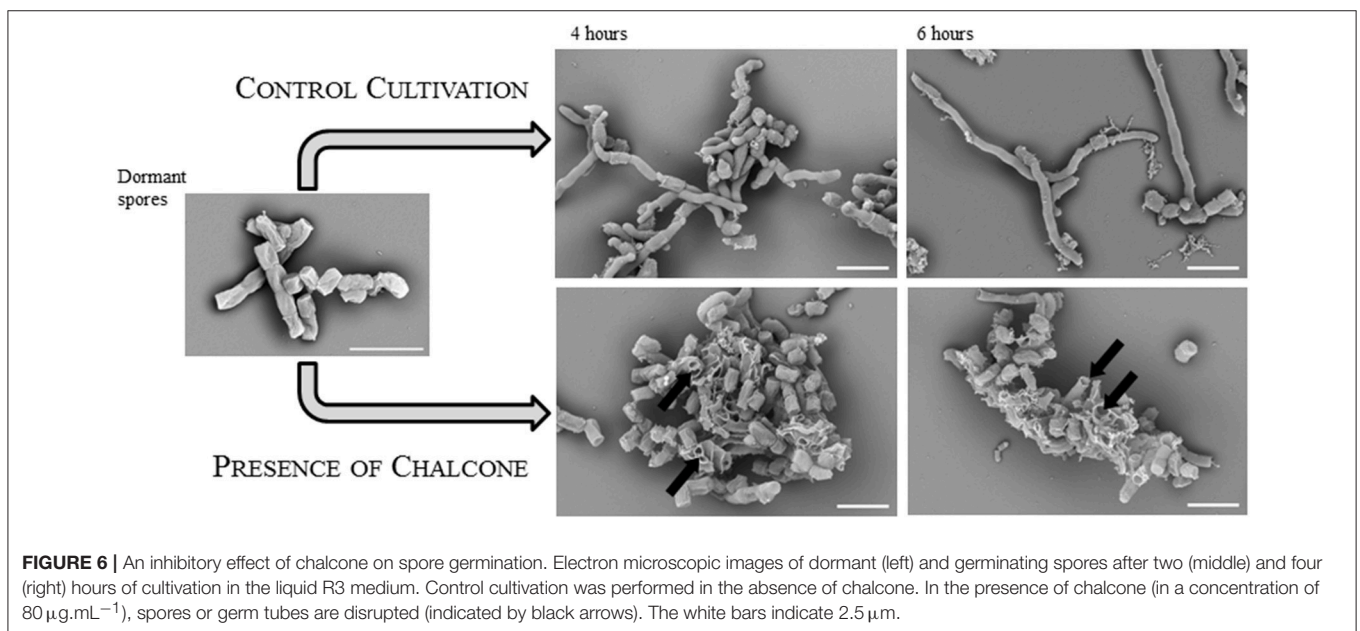 4 hours
6 hours
CONTROL CULTIVATION
Dormant
spores
PRESENCE OF CHALCONE
FIGURE 6 | An inhibitory effect of chalcone on spore germination. Electron microscopic images of dormant (left) and germinating spores after two (middle) and four
(right) hours of cultivation in the liquid R3 medium. Control cultivation was performed in the absence of chalcone. In the presence of chalcone (in a concentration of
80 μg.mL−1), spores or germ tubes are disrupted (indicated by black arrows). The white bars indicate 2.5 μm.